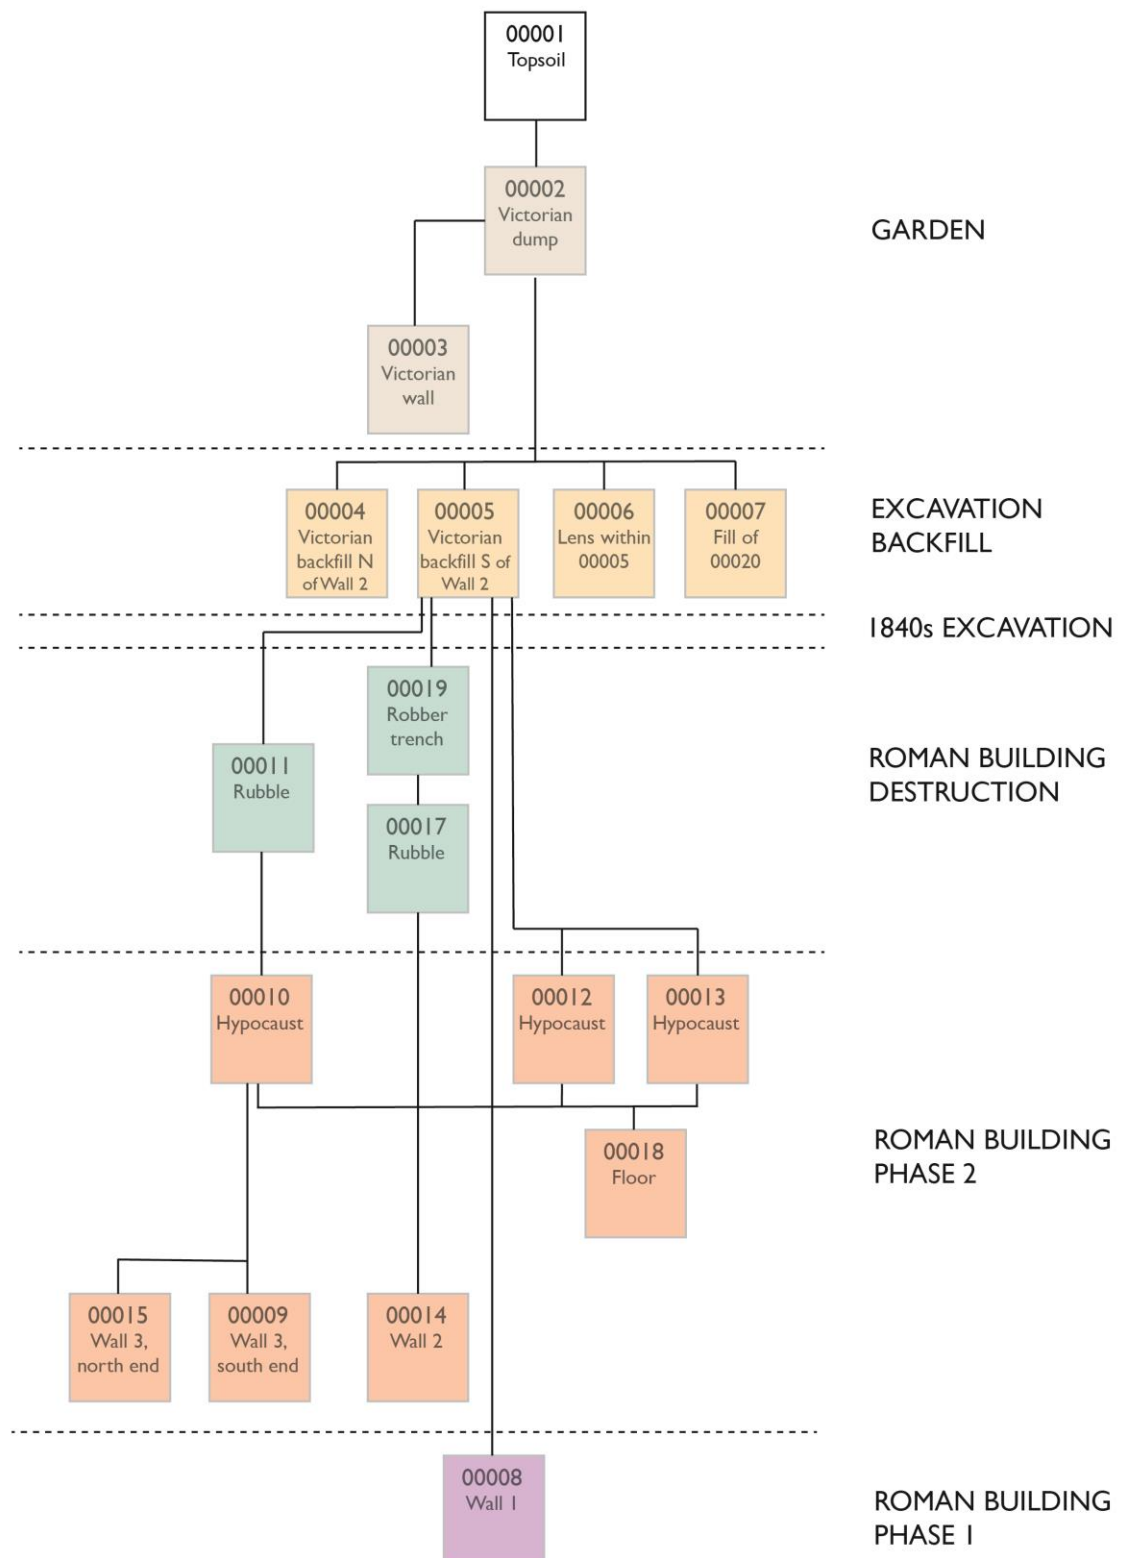 00001
Topsoil
00002
Victorian
dump
GARDEN
00003
Victorian
wall
00004
Victorian
backfill N
of Wall 2
00005
Victorian
backfill S of
Wall 2
00006
Lens within
00005
00007
Fill of
00020
EXCAVATION
BACKFILL
1840s EXCAVATION
00019
Robber
trench
00011
Rubble
00017
Rubble
ROMAN BUILDING
DESTRUCTION
00010
Hypocaust
00012
Hypocaust
00013
Hypocaust
00018
Floor
ROMAN BUILDING
PHASE 2
00015
Wall 3,
north end
00009
Wall 3,
south end
00014
Wall 2
00008
Wall 1
ROMAN BUILDING
PHASE 1